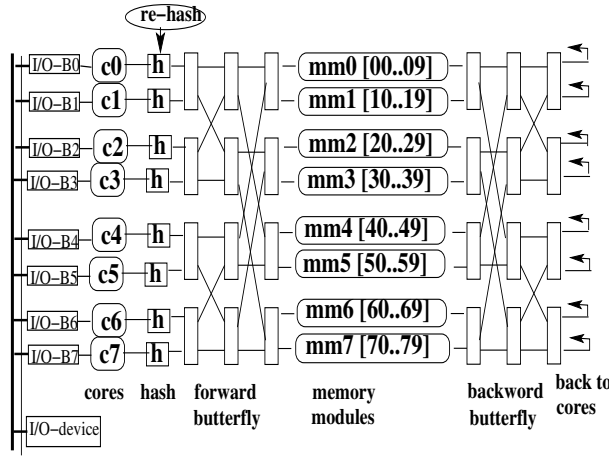 re-hash
I/O-B0 c0 h mm0 [00..09]
I/O-B1 c1 h mm1 [10..19]
I/O-B2 c2 h mm2 [20..29]
I/O-B3 c3 h mm3 [30..39]
I/O-B4 c4 h mm4 [40..49]
I/O-B5 c5 h mm5 [50..59]
I/O-B6 c6 h mm6 [60..69]
I/O-B7 c7 h mm7 [70..79]
cores hash forward memory backword back to
butterfly modules butterfly cores
I/O-device